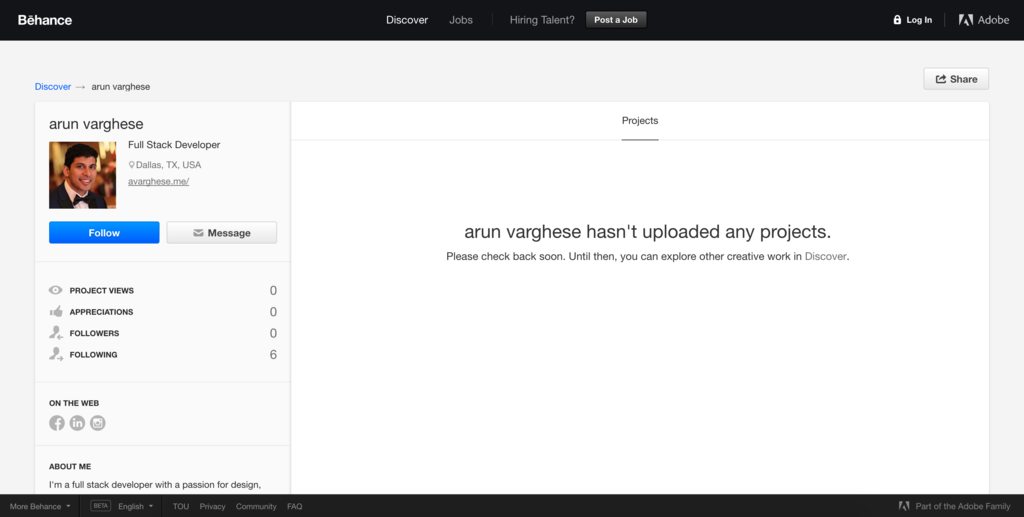 Bēhance
Discover Jobs Hiring Talent? Post a Job
Log In Adobe
Discover → arun varghese
Share
arun varghese
Full Stack Developer
Dallas, TX, USA
avarghese.me/
Follow Message
PROJECT VIEWS 0
APPRECIATIONS 0
FOLLOWERS 0
FOLLOWING 6
ON THE WEB
ABOUT ME
I'm a full stack developer with a passion for design,
Projects
arun varghese hasn't uploaded any projects.
Please check back soon. Until then, you can explore other creative work in Discover.
More Behance BETA English TOU Privacy Community FAQ
Part of the Adobe Family